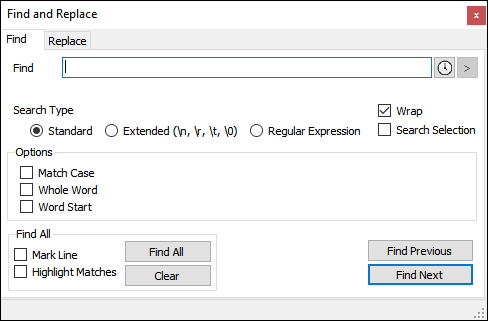 Find and Replace
x
Find
Replace
Find
>
Search Type
Wrap
Standard
Extended (\n, \r, \t, \0)
Regular Expression
Search Selection
Options
Match Case
Whole Word
Word Start
Find All
Mark Line
Find All
Find Previous
Highlight Matches
Clear
Find Next